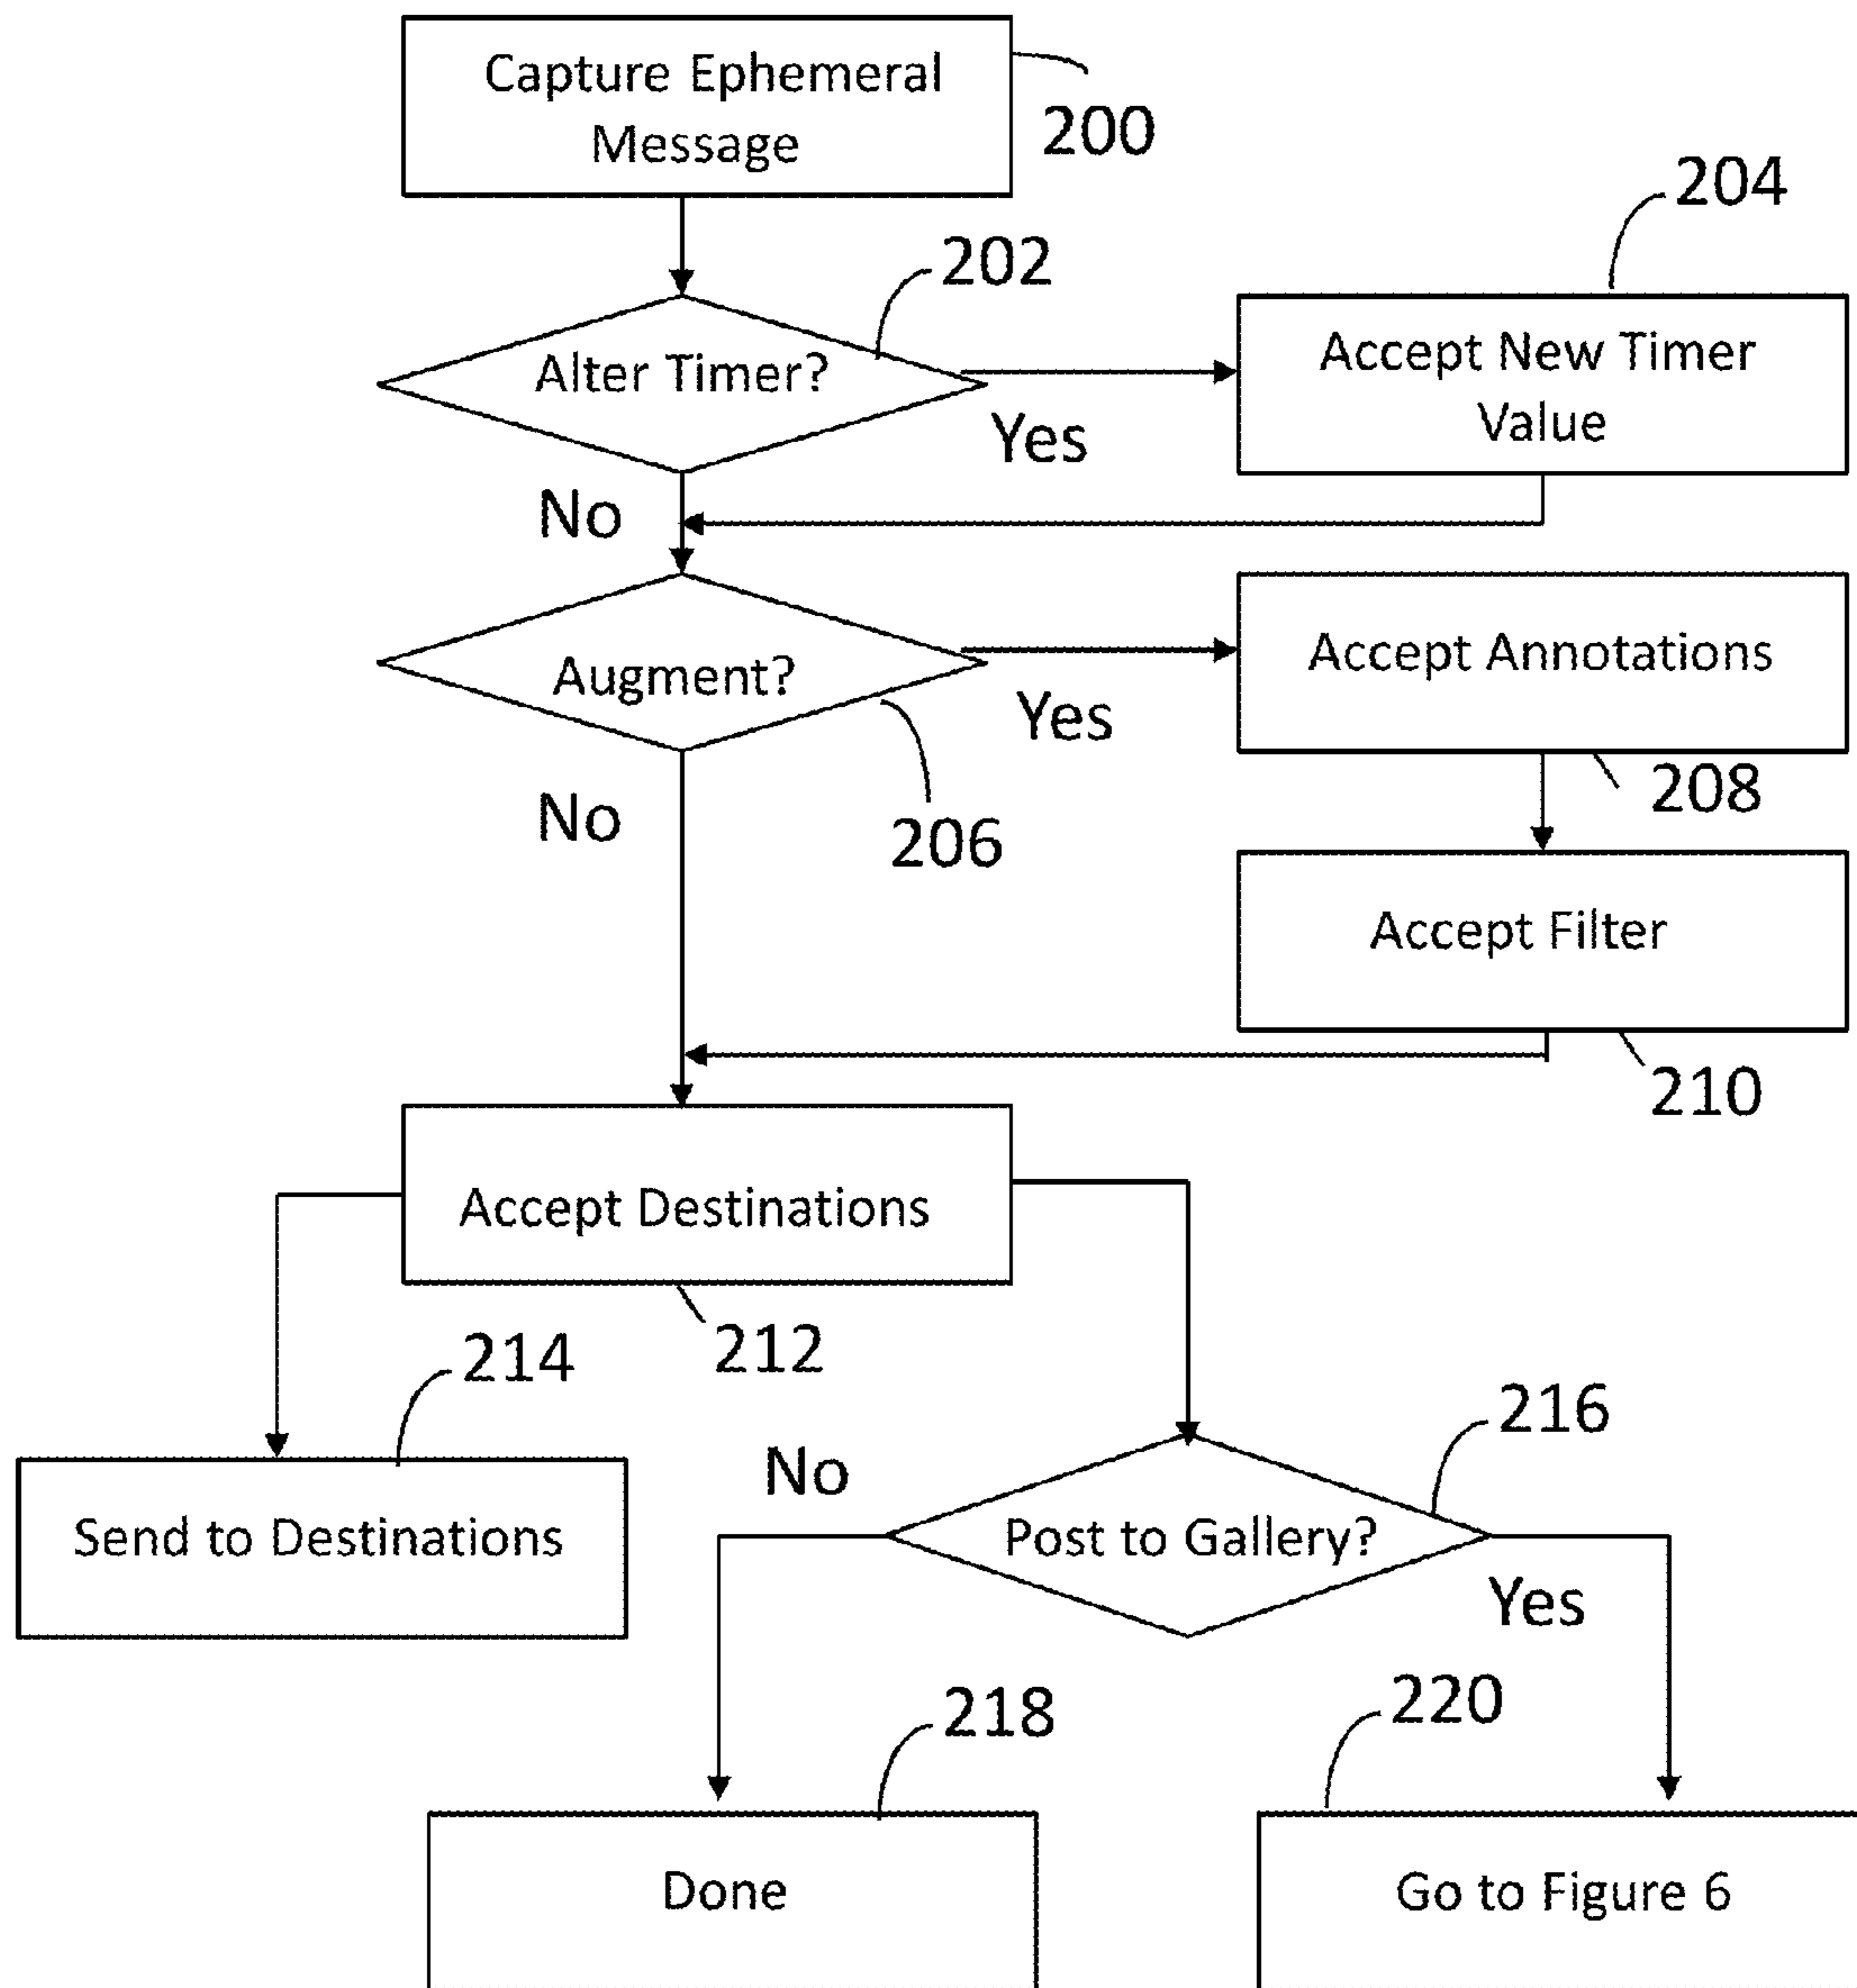 Capture Ephemeral
Message
200
204
202
Alter Timer?
Accept New Timer
Value
Yes
No
Augment?
Accept Annotations
Yes
208
No
206
Accept Filter
210
Accept Destinations
212
214
216
No
Send to Destinations
Post to Gallery?
Yes
218
220
Done
Go to Figure 6